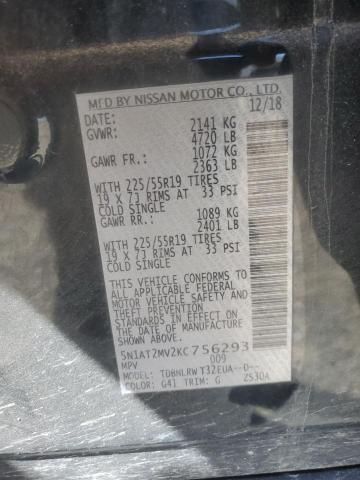 MFD BY NISSAN MOTOR CO., LTD.
DATE: 12/18
GVWR: 2141 KG
4720 LB
GAWR FR.: 1072 KG
2363 LB
WITH 225/55R19 TIRES
19 X 7J RIMS AT 33 PSI
COLD SINGLE
GAWR RR.: 1089 KG
2401 LB
WITH 225/55R19 TIRES
19 X 7J RIMS AT 33 PSI
COLD SINGLE
THIS VEHICLE CONFORMS TO
ALL APPLICABLE FEDERAL
MOTOR VEHICLE SAFETY AND
THEFT PREVENTION
STANDARDS IN EFFECT ON
THE DATE OF MANUFACTURE
SHOWN ABOVE.
5N1AT2MV2KC756293
MPV 009
MODEL: TDBNLRWT32EUA--D--
COLOR: G41 TRIM: G ZS30A